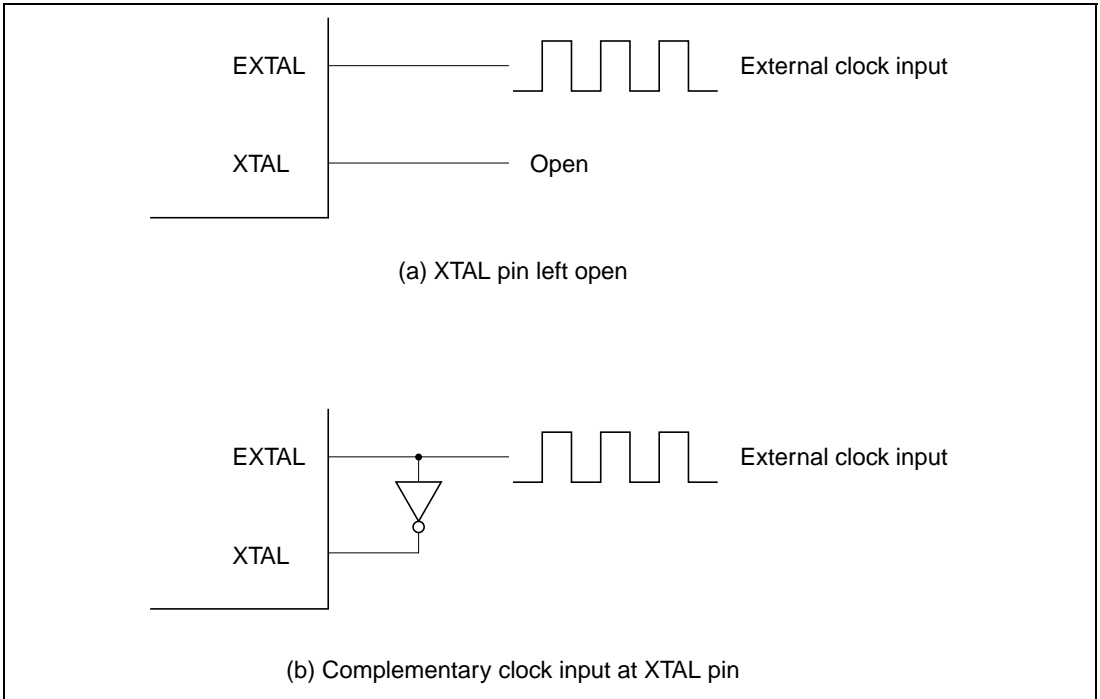 EXTAL External clock input
XTAL Open
(a) XTAL pin left open
EXTAL External clock input
XTAL
(b) Complementary clock input at XTAL pin